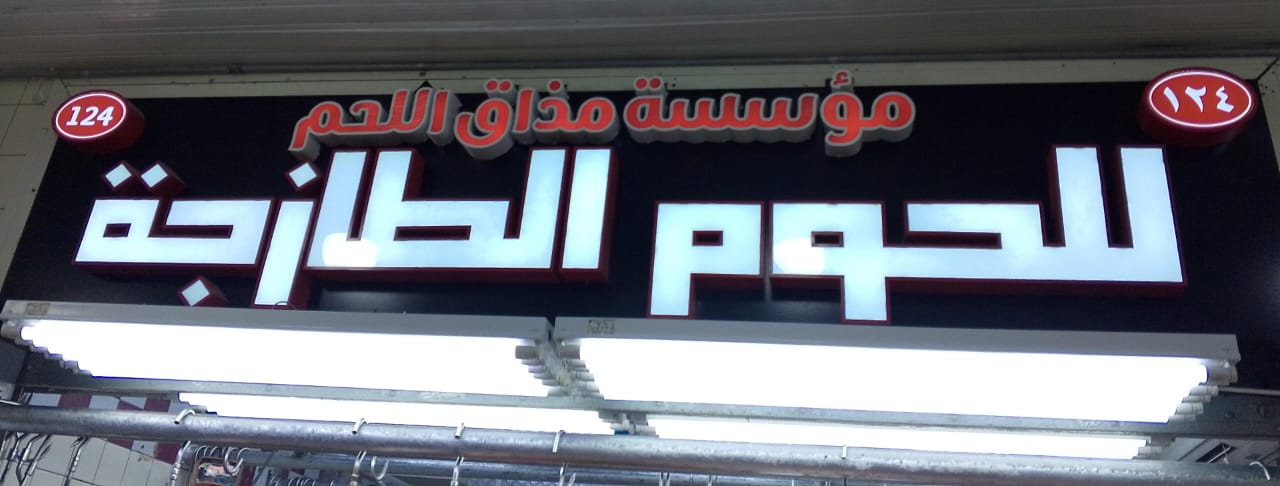 مؤسسة مذاق اللحم
للحوم الطازجة
١٢٤
124